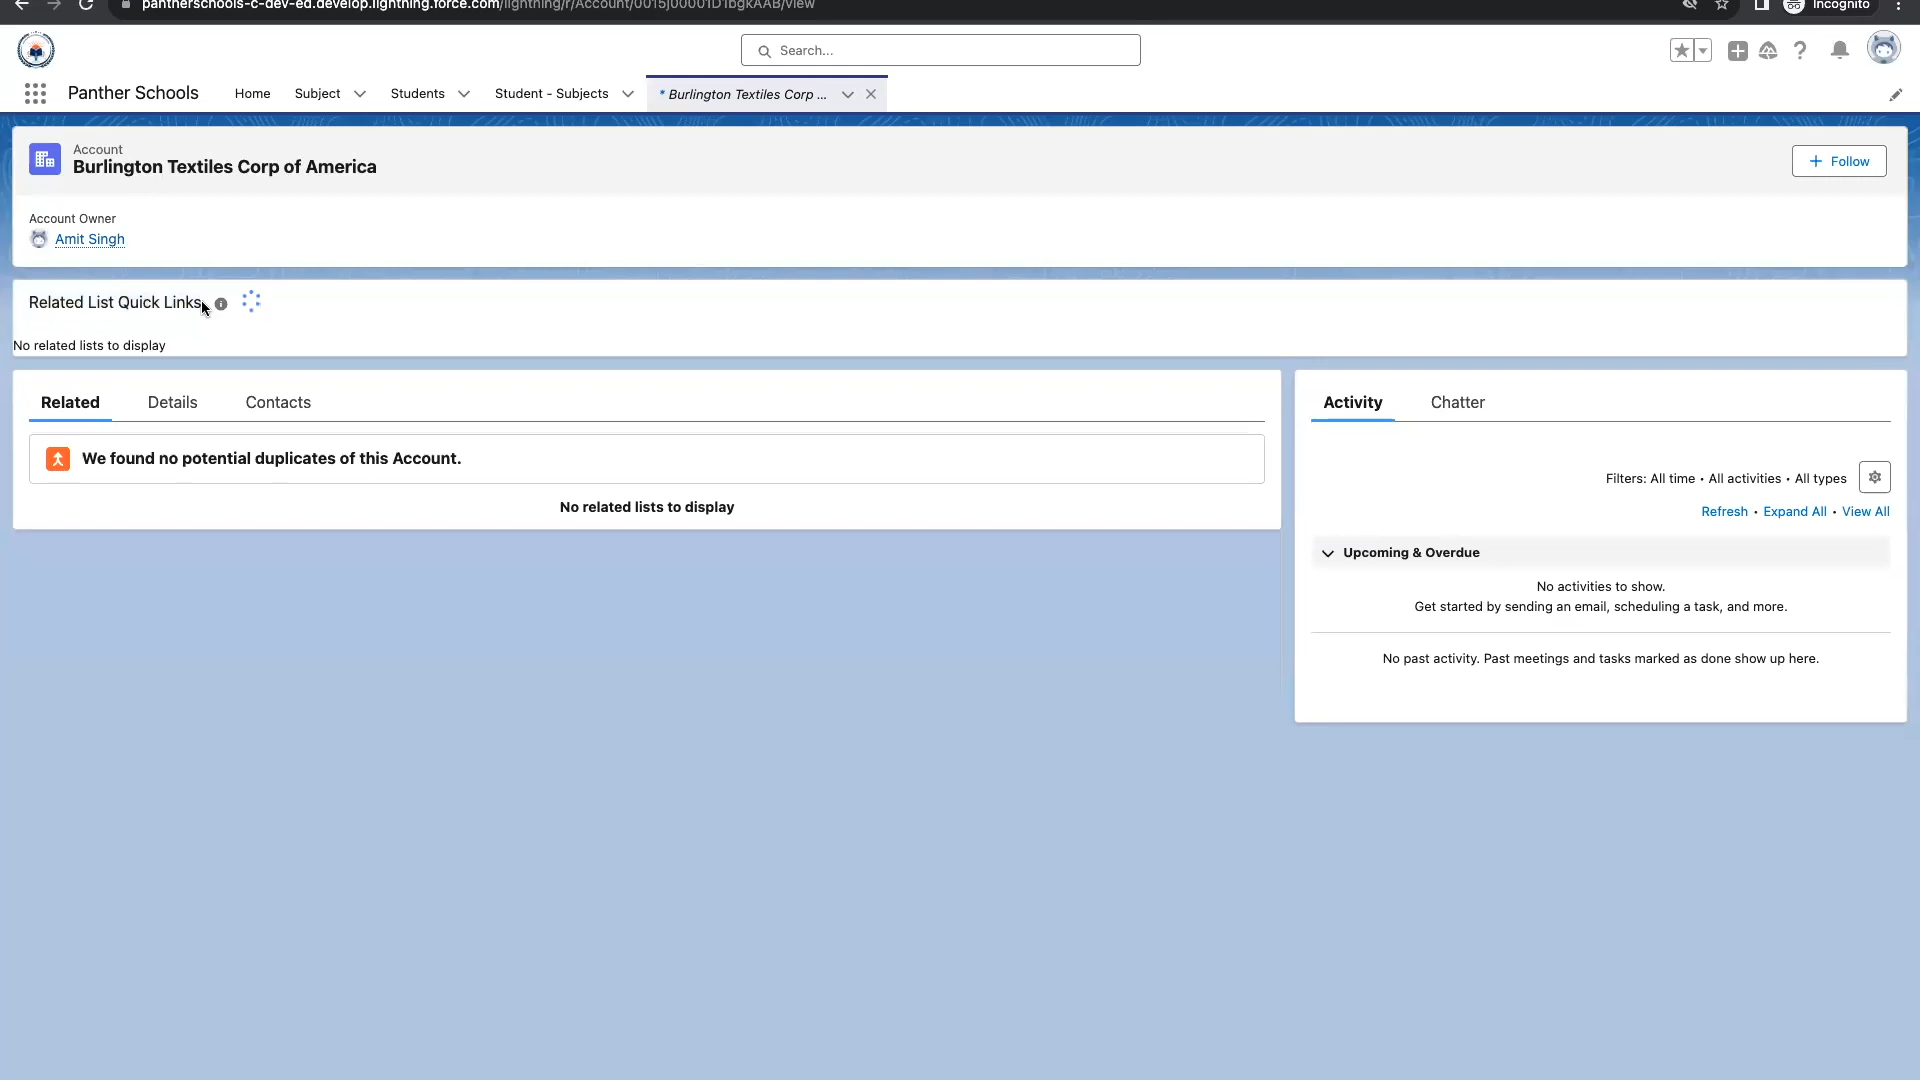 pantherschools-c-dev-ed.develop.lightning.force.com/lightning/r/Account/0015j00001D1bgkAAB/view
Incognito
Search...
Panther Schools
Home
Subject
Students
Student - Subjects
* Burlington Textiles Corp ...
Account
Burlington Textiles Corp of America
Follow
Account Owner
Amit Singh
Related List Quick Links
No related lists to display
Related
Details
Contacts
We found no potential duplicates of this Account.
No related lists to display
Activity
Chatter
Filters: All time • All activities • All types
Refresh • Expand All • View All
Upcoming & Overdue
No activities to show.
Get started by sending an email, scheduling a task, and more.
No past activity. Past meetings and tasks marked as done show up here.